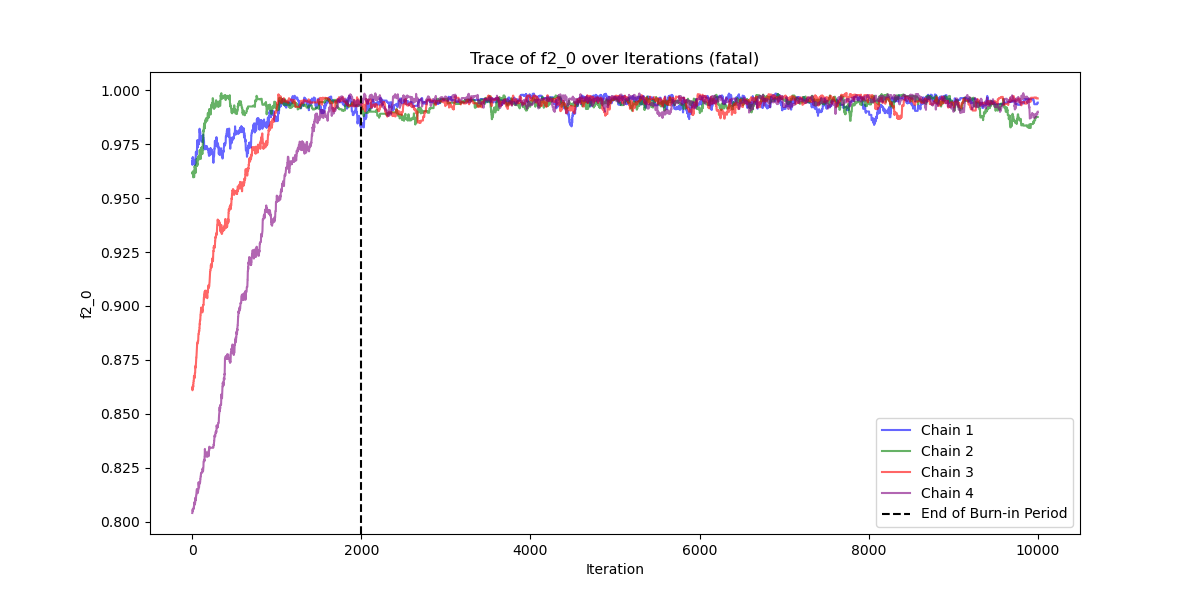 Trace of f2_0 over Iterations (fatal)
1.000
0.975
0.950
0.925
0.900
0.875
0.850
0.825
0.800
f2_0
Chain 1
Chain 2
Chain 3
Chain 4
End of Burn-in Period
0 2000 4000 6000 8000 10000
Iteration